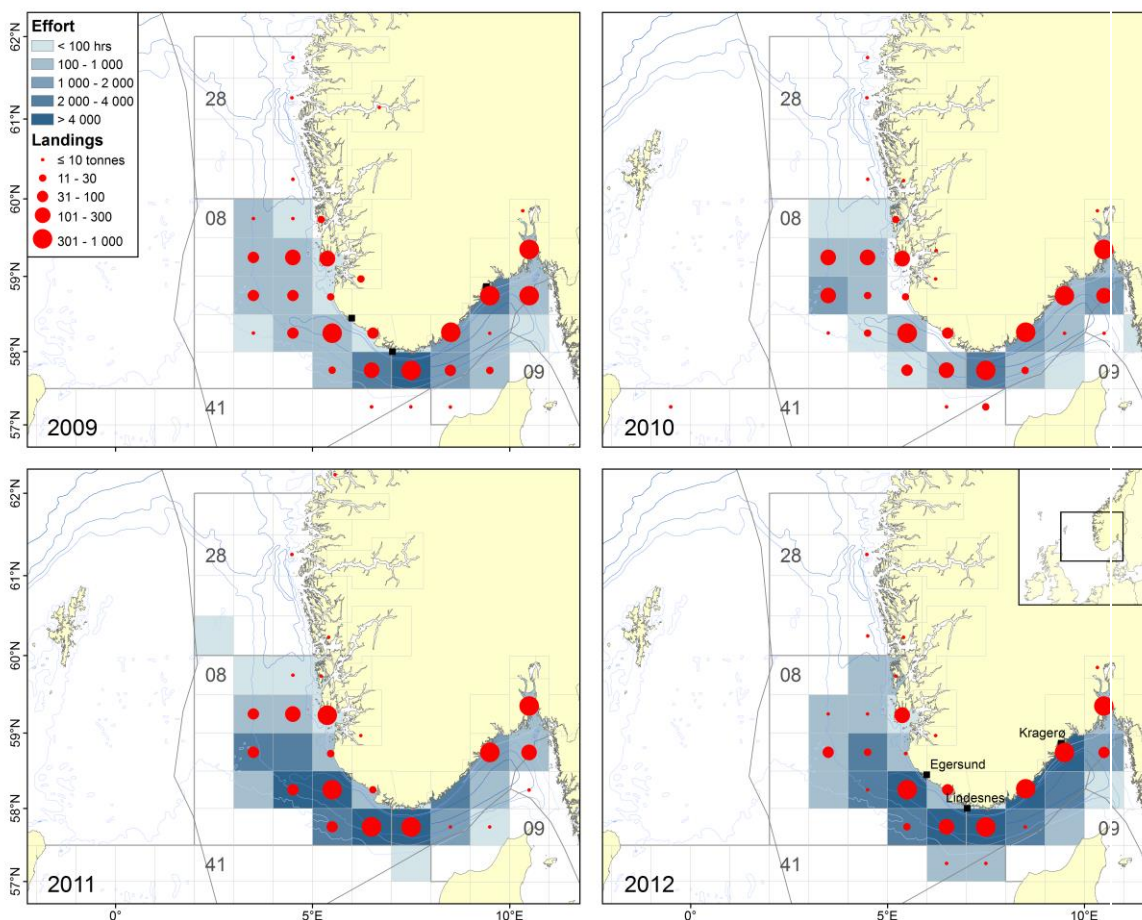 Effort
< 100 hrs
100 - 1 000
1 000 - 2 000
2 000 - 4 000
> 4 000
Landings
≤ 10 tonnes
11 - 30
31 - 100
101 - 300
301 - 1 000
62°N
61°N
60°N
59°N
58°N
57°N
28
08
09
41
2009
28
08
09
41
2010
62°N
61°N
60°N
59°N
58°N
57°N
28
08
09
41
2011
28
08
Kragerø
Egersund
Lindesnes
09
41
2012
0°
5°E
10°E
0°
5°E
10°E